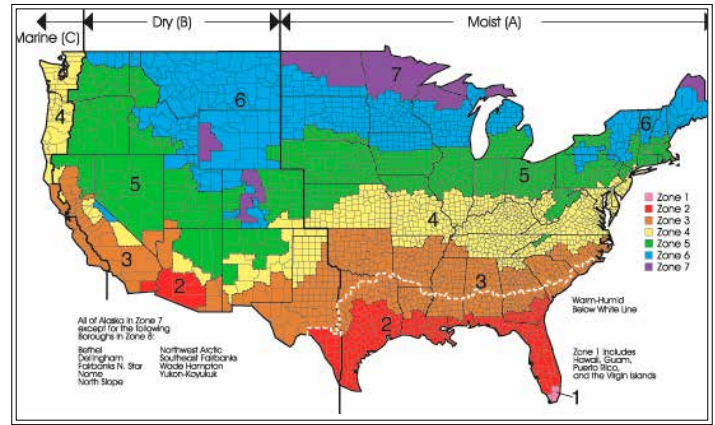 Marine (C)
Dry (B)
Moist (A)
7
6
6
4
5
5
4
3
3
2
2
1
Zone 1
Zone 2
Zone 3
Zone 4
Zone 5
Zone 6
Zone 7
Warm-Humid
Below White Line
All of Alaska in Zone 7
except for the following
Boroughs in Zone 8:
Bethel
Dellingham
Fairbanks N. Star
Nome
North Slope
Northwest Arctic
Southeast Fairbanks
Wade Hampton
Yukon-Koyukuk
Zone 1 includes
Hawaii, Guam,
Puerto Rico,
and the Virgin Islands